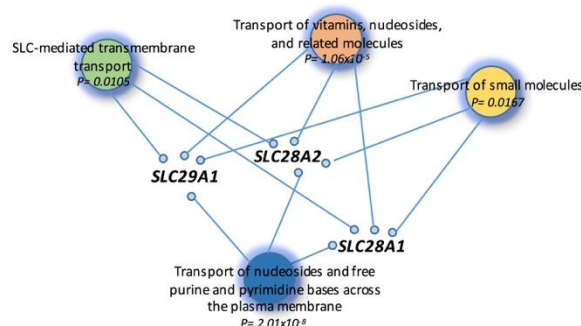 SLC-mediated transmembrane
transport
P= 0.0105
Transport of vitamins, nudeosides,
and related molecules
P= 1.06x10-5
Transport of small molecules
P= 0.0167
SLC29A1
SLC28A2
SLC28A1
Transport of nudeosides and free
purine and pyrimidine bases across
the plasma membrane
P= 2.01x10-8